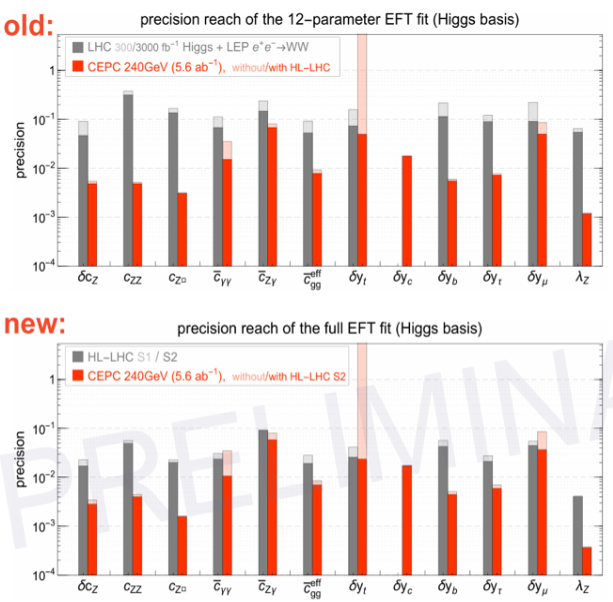 old:
precision reach of the 12−parameter EFT fit (Higgs basis)
LHC 300/3000 fb⁻¹ Higgs + LEP e⁺e⁻→WW
CEPC 240GeV (5.6 ab⁻¹), without/with HL−LHC
precision
1
10⁻¹
10⁻²
10⁻³
10⁻⁴
δc_Z c_ZZ c_Z□ c̄_γγ c̄_Zγ c̄_gg^eff δy_t δy_c δy_b δy_τ δy_μ λ_Z
new:
precision reach of the full EFT fit (Higgs basis)
HL−LHC S1 / S2
CEPC 240GeV (5.6 ab⁻¹), without/with HL−LHC S2
precision
1
10⁻¹
10⁻²
10⁻³
10⁻⁴
δc_Z c_ZZ c_Z□ c̄_γγ c̄_Zγ c̄_gg^eff δy_t δy_c δy_b δy_τ δy_μ λ_Z
PRELIMINA